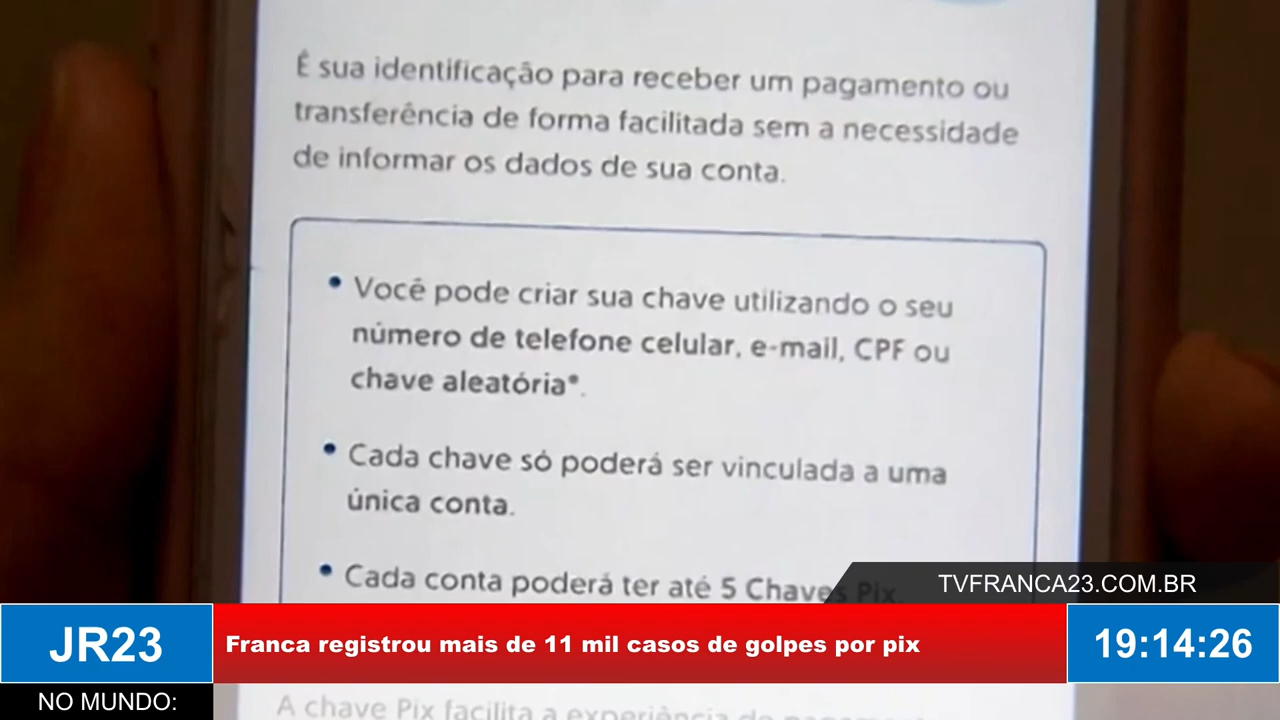 É sua identificação para receber um pagamento ou
transferência de forma facilitada sem a necessidade
de informar os dados de sua conta.
• Você pode criar sua chave utilizando o seu
número de telefone celular, e-mail, CPF ou
chave aleatória*.
• Cada chave só poderá ser vinculada a uma
única conta.
• Cada conta poderá ter até 5 Chaves Pix.
TVFRANCA23.COM.BR
JR23
Franca registrou mais de 11 mil casos de golpes por pix
19:14:26
NO MUNDO:
A chave Pix facilita a experiência de